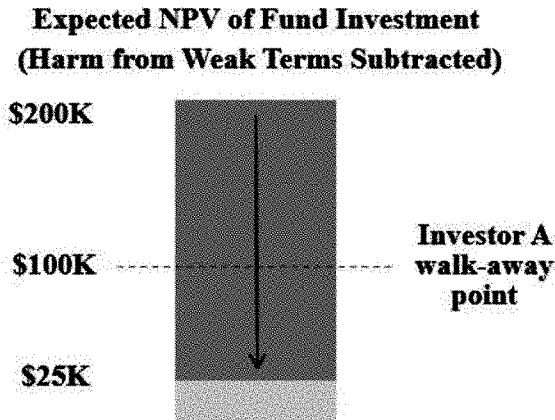 Expected NPV of Fund Investment
(Harm from Weak Terms Subtracted)
$200K
$100K
Investor A
walk-away
point
$25K